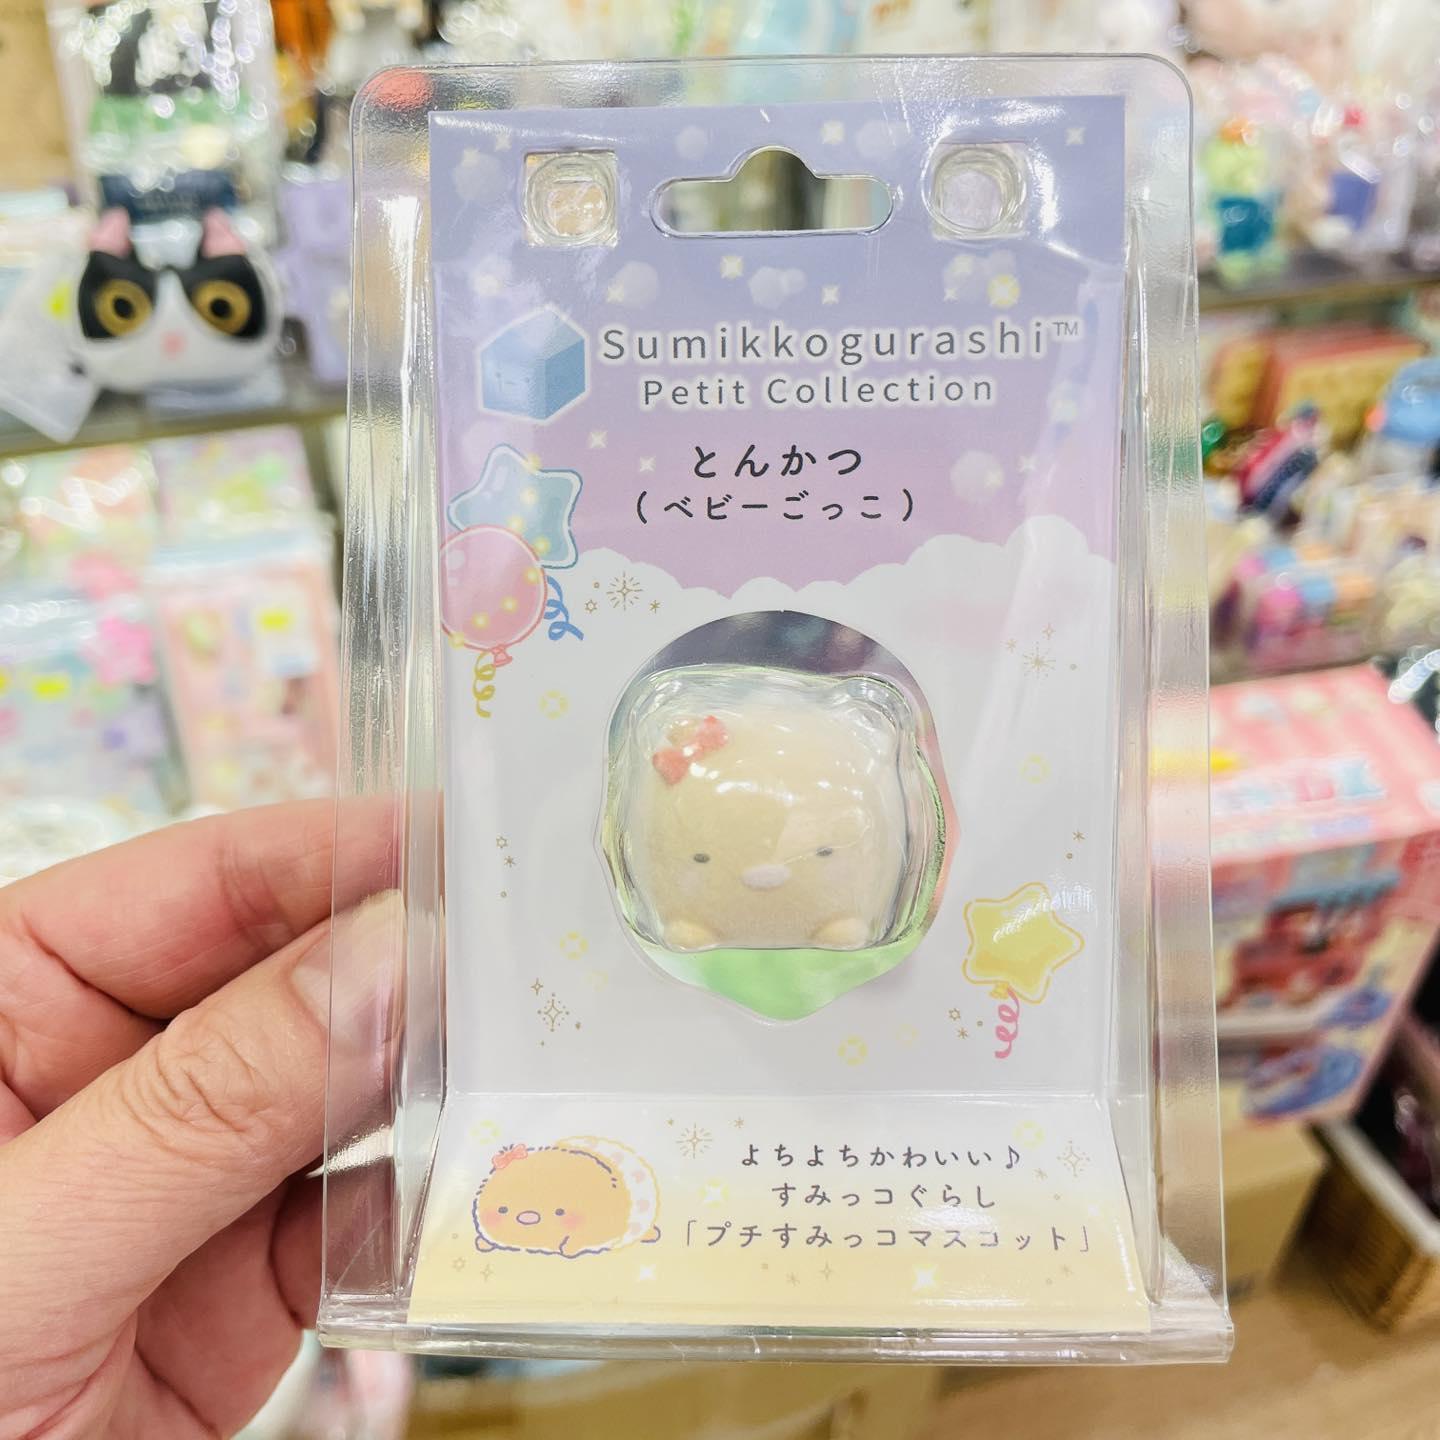 Sumikkogurashi™
Petit Collection
とんかつ
(ベビーごっこ)
よちよちかわいい♪
すみっコぐらし
「プチすみっコマスコット」